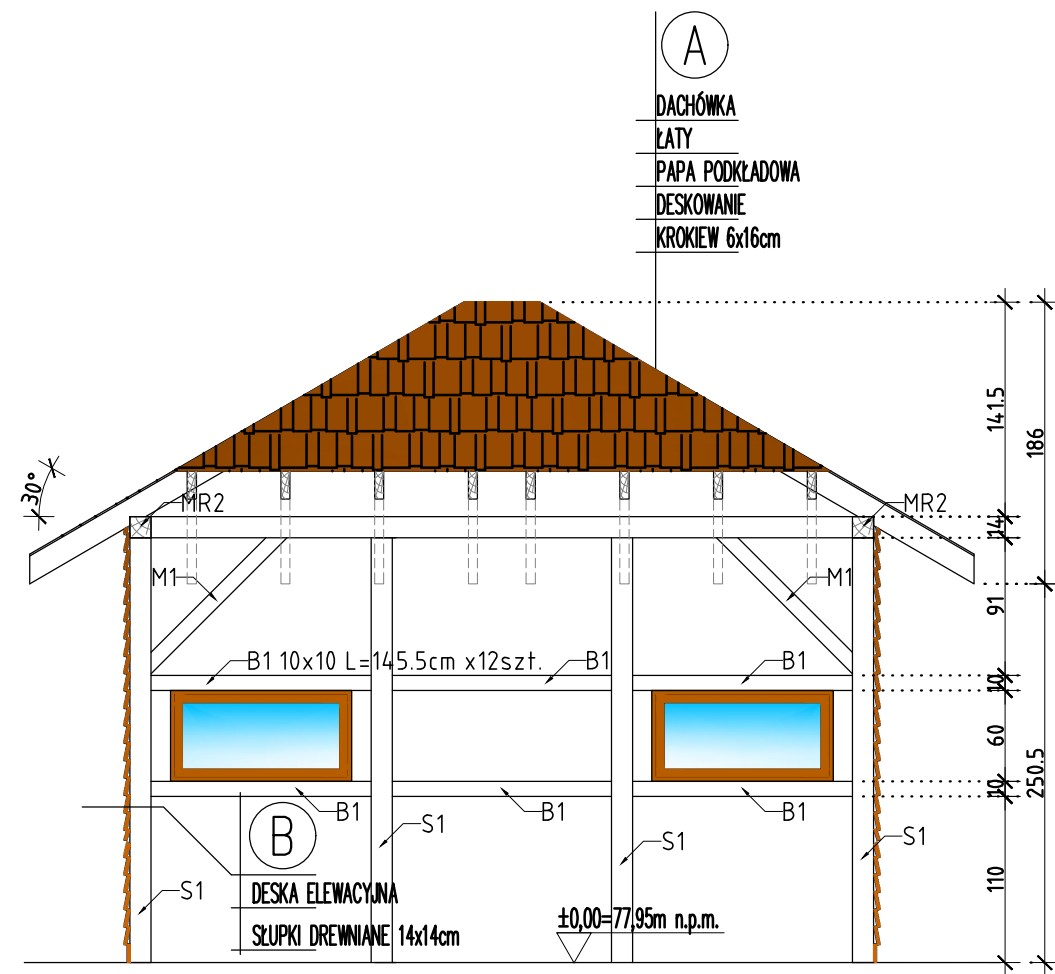 A
DACHÓWKA
ŁATY
PAPA PODKŁADOWA
DESKOWANIE
KROKIEW 6x16cm
141.5
186
30°
MR2
MR2
14
M1
M1
91
B1 10x10 L=145.5cm x12szt.
B1
B1
10
60
250.5
10
B1
B1
B1
B
S1
S1
S1
S1
110
DESKA ELEWACYJNA
SŁUPKI DREWNIANE 14x14cm
±0,00=77,95m n.p.m.